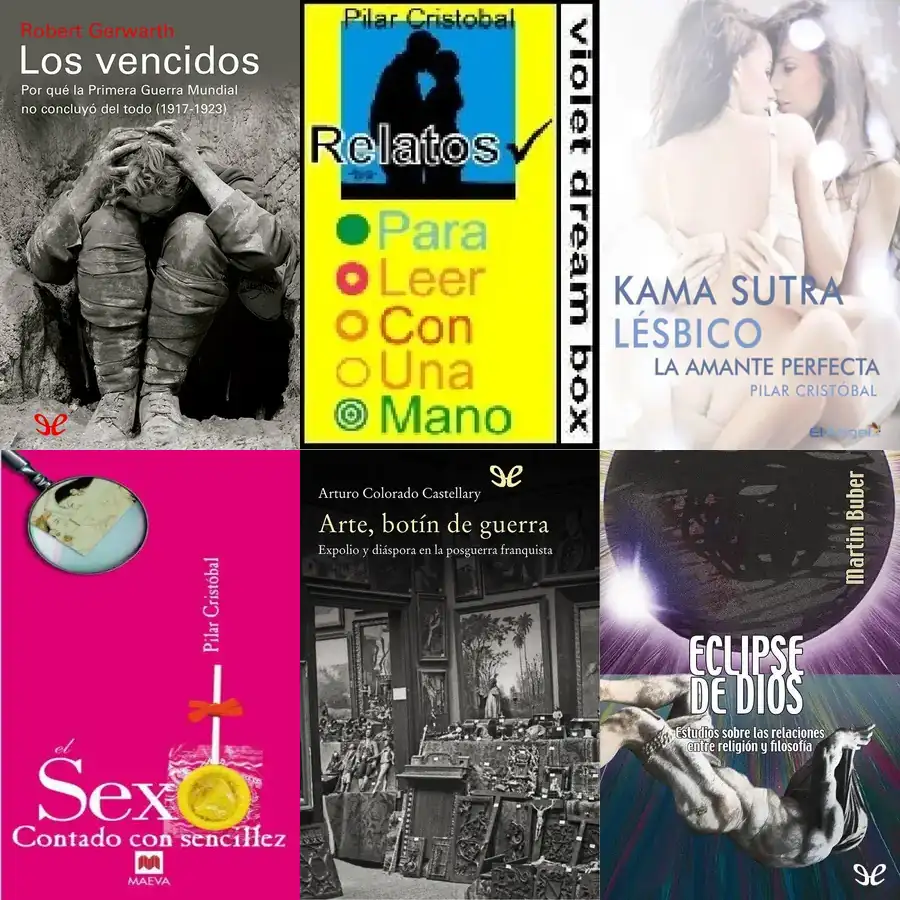 Robert Gerwarth
Los vencidos
Por qué la Primera Guerra Mundial
no concluyó del todo (1917-1923)
Pilar Cristobal
Relatos
Para
Leer
Con
Una
Mano
violet dream box
KAMA SUTRA
LÉSBICO
LA AMANTE PERFECTA
PILAR CRISTÓBAL
Pilar Cristóbal
el
Sexo
Contado con sencillez
MAEVA
Arturo Colorado Castellary
Arte, botín de guerra
Expolio y diáspora en la posguerra franquista
Martin Buber
ECLIPSE
DE DIOS
Estudios sobre las relaciones
entre religión y filosofía